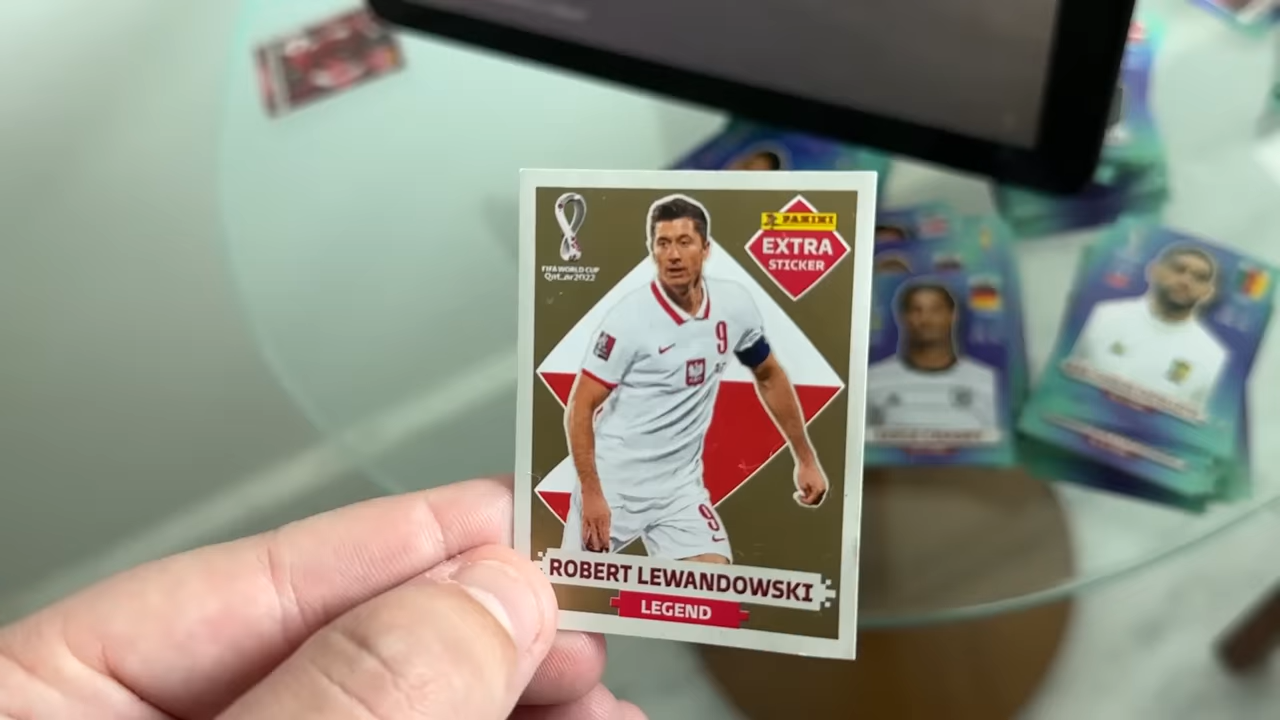 FIFA WORLD CUP
Qatar2022
PANINI
EXTRA
STICKER
9
9
ROBERT LEWANDOWSKI
LEGEND